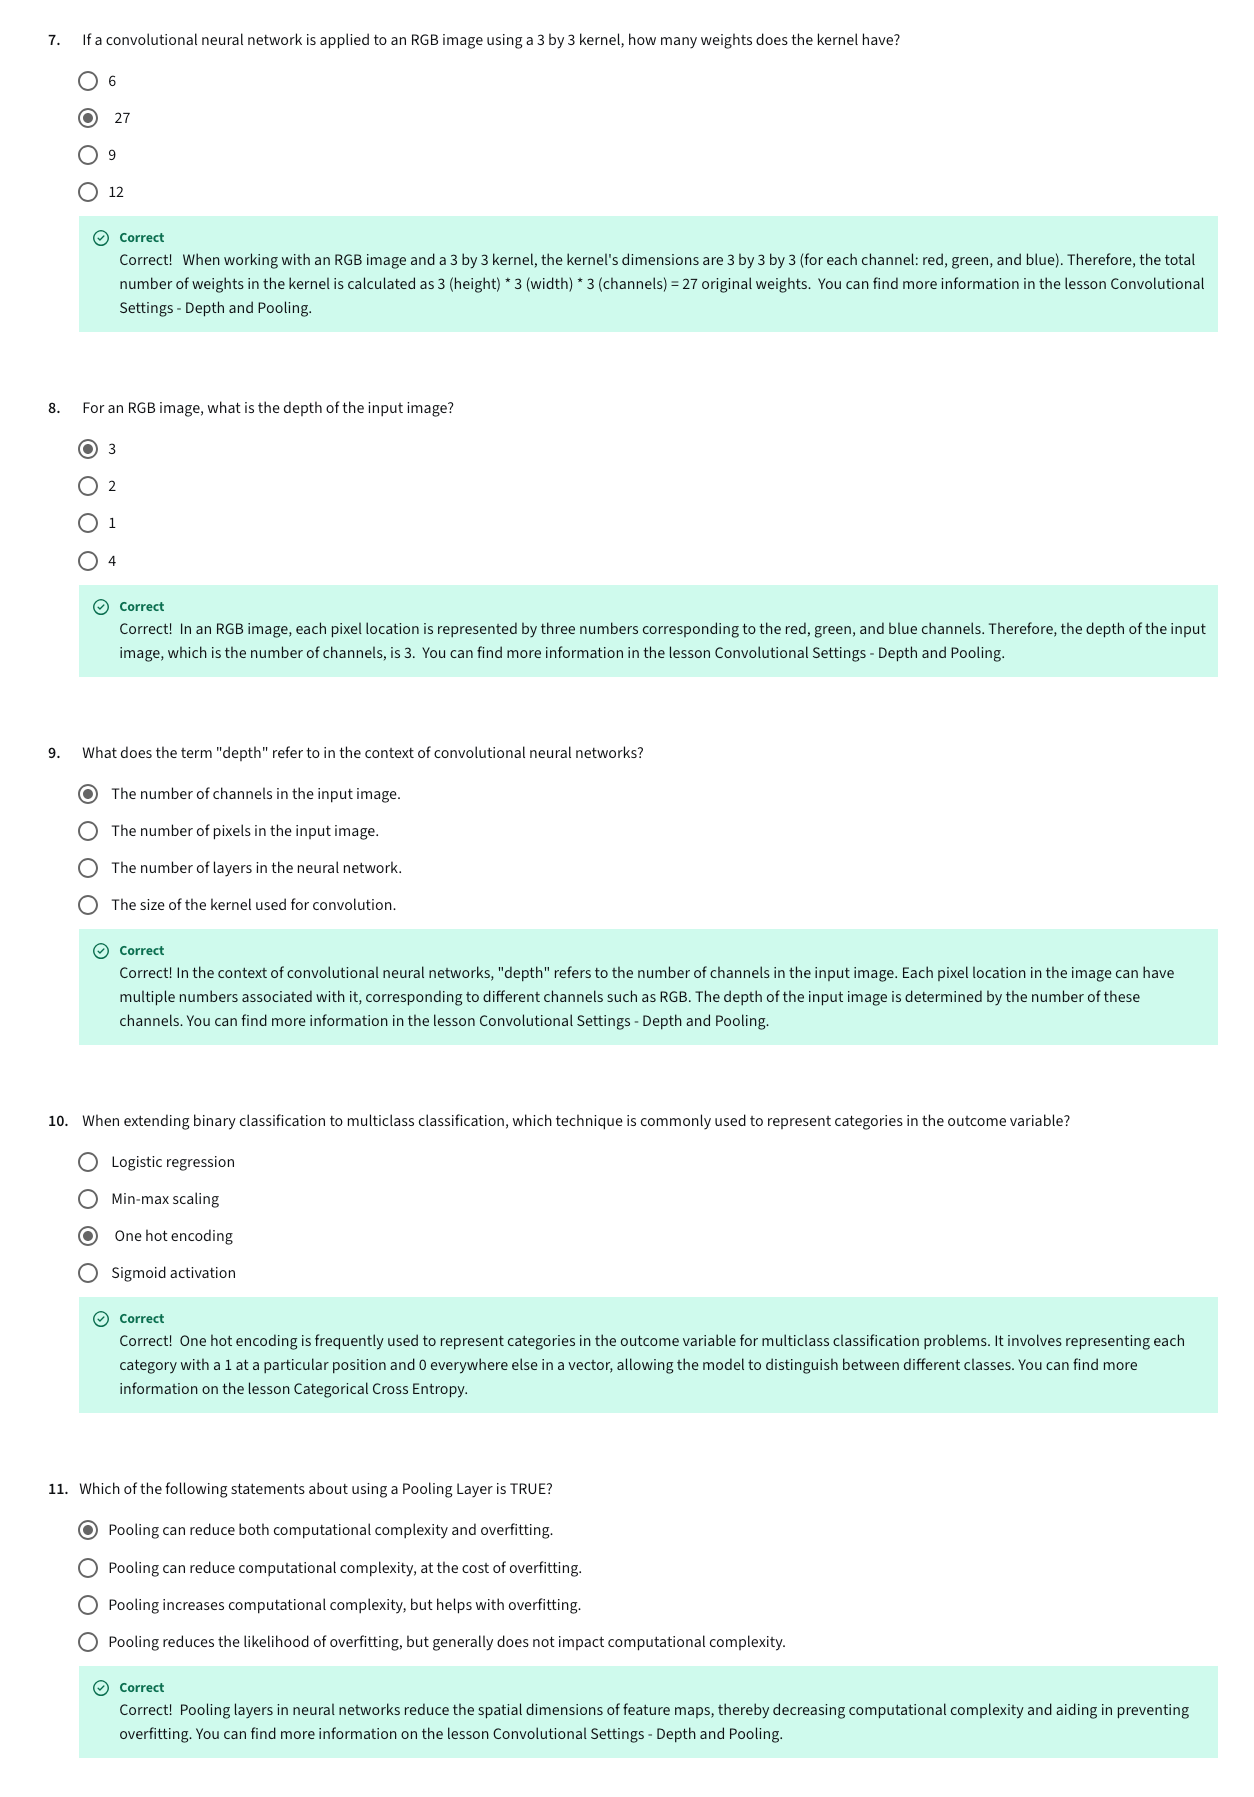 7. If a convolutional neural network is applied to an RGB image using a 3 by 3 kernel, how many weights does the kernel have?
6
27
9
12
Correct
Correct!   When working with an RGB image and a 3 by 3 kernel, the kernel's dimensions are 3 by 3 by 3 (for each channel: red, green, and blue). Therefore, the total
number of weights in the kernel is calculated as 3 (height) * 3 (width) * 3 (channels) = 27 original weights.  You can find more information in the lesson Convolutional
Settings - Depth and Pooling.
8. For an RGB image, what is the depth of the input image?
3
2
1
4
Correct
Correct!  In an RGB image, each pixel location is represented by three numbers corresponding to the red, green, and blue channels. Therefore, the depth of the input
image, which is the number of channels, is 3.  You can find more information in the lesson Convolutional Settings - Depth and Pooling.
9. What does the term "depth" refer to in the context of convolutional neural networks?
The number of channels in the input image.
The number of pixels in the input image.
The number of layers in the neural network.
The size of the kernel used for convolution.
Correct
Correct! In the context of convolutional neural networks, "depth" refers to the number of channels in the input image. Each pixel location in the image can have
multiple numbers associated with it, corresponding to different channels such as RGB. The depth of the input image is determined by the number of these
channels. You can find more information in the lesson Convolutional Settings - Depth and Pooling.
10. When extending binary classification to multiclass classification, which technique is commonly used to represent categories in the outcome variable?
Logistic regression
Min-max scaling
One hot encoding
Sigmoid activation
Correct
Correct!  One hot encoding is frequently used to represent categories in the outcome variable for multiclass classification problems. It involves representing each
category with a 1 at a particular position and 0 everywhere else in a vector, allowing the model to distinguish between different classes. You can find more
information on the lesson Categorical Cross Entropy.
11. Which of the following statements about using a Pooling Layer is TRUE?
Pooling can reduce both computational complexity and overfitting.
Pooling can reduce computational complexity, at the cost of overfitting.
Pooling increases computational complexity, but helps with overfitting.
Pooling reduces the likelihood of overfitting, but generally does not impact computational complexity.
Correct
Correct!  Pooling layers in neural networks reduce the spatial dimensions of feature maps, thereby decreasing computational complexity and aiding in preventing
overfitting. You can find more information on the lesson Convolutional Settings - Depth and Pooling.